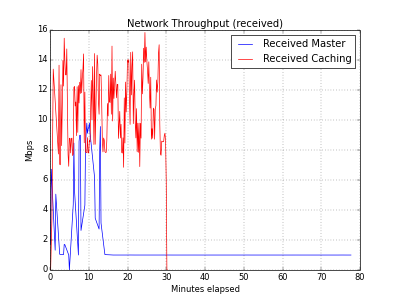 Network Throughput (received)
Received Master
Received Caching
Mbps
16
14
12
10
8
6
4
2
0
0 10 20 30 40 50 60 70 80
Minutes elapsed